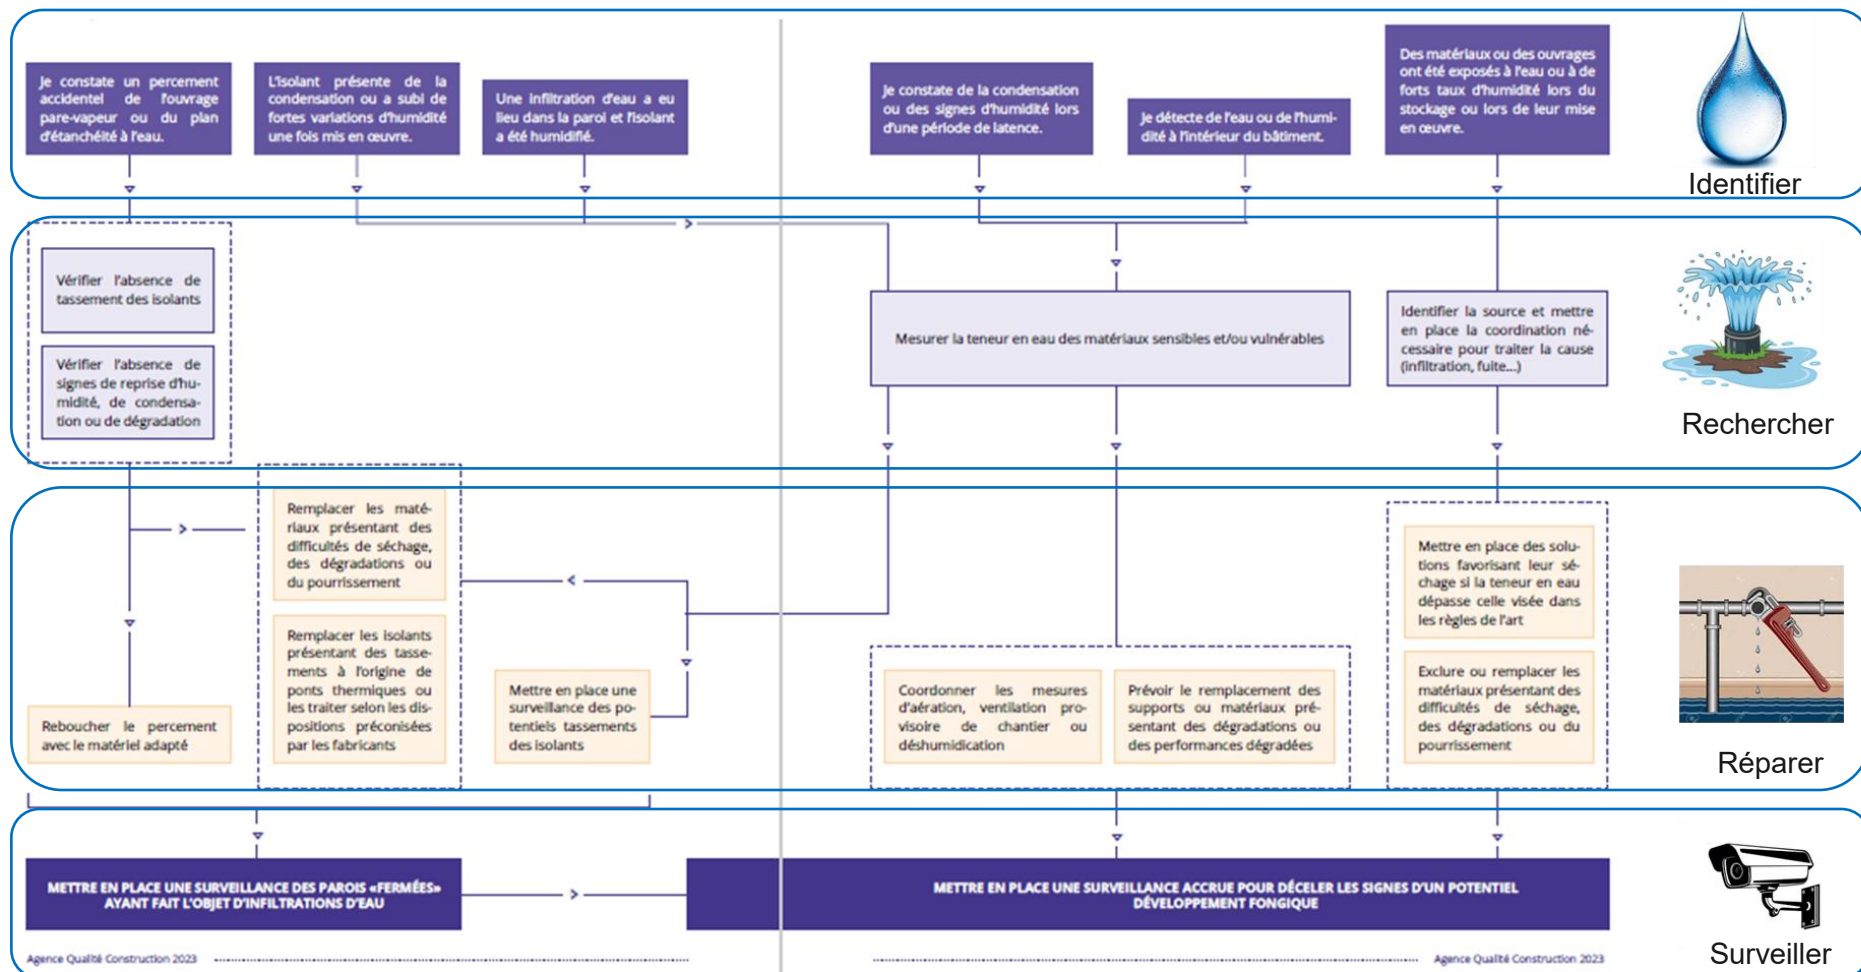 Je constate un percement
accidentel de l'ouvrage
pare-vapeur ou du plan
d'étanchéité à l'eau.
L'isolant présente de la
condensation ou a subi de
fortes variations d'humidité
une fois mis en œuvre.
Une infiltration d'eau a eu
lieu dans la paroi et l'isolant
a été humidifié.
Je constate de la condensation
ou des signes d'humidité lors
d'une période de latence.
Je détecte de l'eau ou de l'humi-
dité à l'intérieur du bâtiment.
Des matériaux ou des ouvrages
ont été exposés à l'eau ou à de
forts taux d'humidité lors du
stockage ou lors de leur mise
en œuvre.
Identifier
Vérifier l'absence de
tassement des isolants
Vérifier l'absence de
signes de reprise d'hu-
midité, de condensa-
tion ou de dégradation
Mesurer la teneur en eau des matériaux sensibles et/ou vulnérables
Identifier la source et mettre
en place la coordination né-
cessaire pour traiter la cause
(infiltration, fuite...)
Rechercher
Remplacer les maté-
riaux présentant des
difficultés de séchage,
des dégradations ou
du pourrissement
Remplacer les isolants
présentant des tasse-
ments à l'origine de
ponts thermiques ou
les traiter selon les dis-
positions préconisées
par les fabricants
Reboucher le percement
avec le matériel adapté
Mettre en place une
surveillance des po-
tentiels tassements
des isolants
Coordonner les mesures
d'aération, ventilation pro-
visoire de chantier ou
déshumidication
Prévoir le remplacement des
supports ou matériaux pré-
sentant des dégradations ou
des performances dégradées
Mettre en place des solu-
tions favorisant leur sé-
chage si la teneur en eau
dépasse celle visée dans
les règles de l'art
Exclure ou remplacer les
matériaux présentant des
difficultés de séchage,
des dégradations ou du
pourrissement
Réparer
METTRE EN PLACE UNE SURVEILLANCE DES PAROIS «FERMÉES»
AYANT FAIT L'OBJET D'INFILTRATIONS D'EAU
METTRE EN PLACE UNE SURVEILLANCE ACCRUE POUR DÉCELER LES SIGNES D'UN POTENTIEL
DÉVELOPPEMENT FONGIQUE
Surveiller
Agence Qualité Construction 2023
Agence Qualité Construction 2023